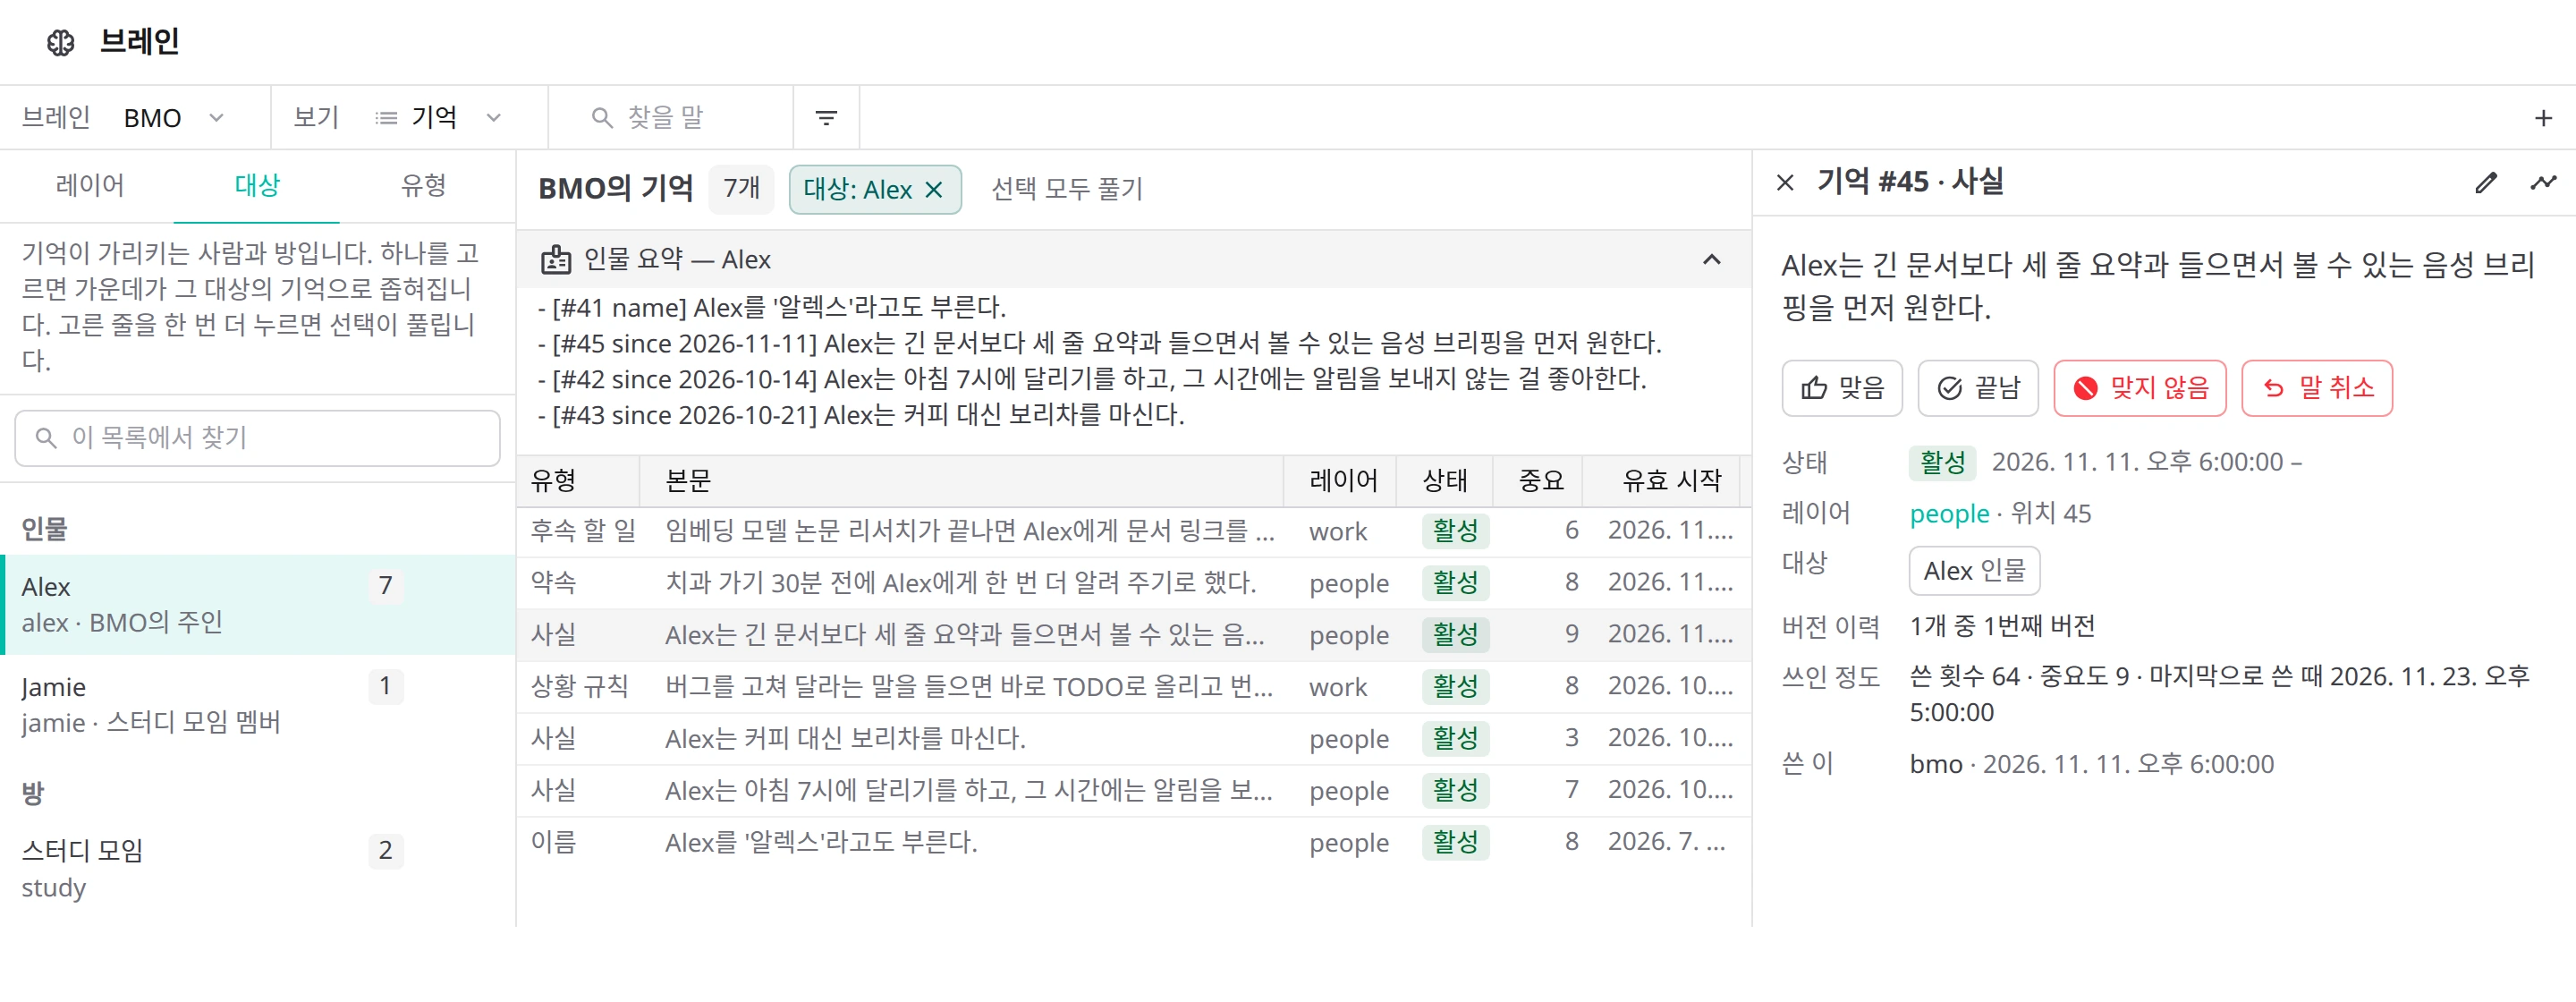 브레인
브레인 BMO 보기 기억 찾을 말
레이어 대상 유형
기억이 가리키는 사람과 방입니다. 하나를 고
르면 가운데가 그 대상의 기억으로 좁혀집니
다. 고른 줄을 한 번 더 누르면 선택이 풀립니
다.
이 목록에서 찾기
인물
Alex 7
alex · BMO의 주인
Jamie 1
jamie · 스터디 모임 멤버
방
스터디 모임 2
study
BMO의 기억 7개 대상: Alex 선택 모두 풀기
인물 요약 — Alex
- [#41 name] Alex를 '알렉스'라고도 부른다.
- [#45 since 2026-11-11] Alex는 긴 문서보다 세 줄 요약과 들으면서 볼 수 있는 음성 브리핑을 먼저 원한다.
- [#42 since 2026-10-14] Alex는 아침 7시에 달리기를 하고, 그 시간에는 알림을 보내지 않는 걸 좋아한다.
- [#43 since 2026-10-21] Alex는 커피 대신 보리차를 마신다.
유형 본문 레이어 상태 중요 유효 시작
후속 할 일 임베딩 모델 논문 리서치가 끝나면 Alex에게 문서 링크를 ... work 활성 6 2026. 11....
약속 치과 가기 30분 전에 Alex에게 한 번 더 알려 주기로 했다. people 활성 8 2026. 11....
사실 Alex는 긴 문서보다 세 줄 요약과 들으면서 볼 수 있는 음... people 활성 9 2026. 11....
상황 규칙 버그를 고쳐 달라는 말을 들으면 바로 TODO로 올리고 번... work 활성 8 2026. 10....
사실 Alex는 커피 대신 보리차를 마신다. people 활성 3 2026. 10....
사실 Alex는 아침 7시에 달리기를 하고, 그 시간에는 알림을 보... people 활성 7 2026. 10....
이름 Alex를 '알렉스'라고도 부른다. people 활성 8 2026. 7. ...
기억 #45 · 사실
Alex는 긴 문서보다 세 줄 요약과 들으면서 볼 수 있는 음성 브리
핑을 먼저 원한다.
맞음 끝남 맞지 않음 말 취소
상태 활성 2026. 11. 11. 오후 6:00:00 –
레이어 people · 위치 45
대상 Alex 인물
버전 이력 1개 중 1번째 버전
쓰인 정도 쓴 횟수 64 · 중요도 9 · 마지막으로 쓴 때 2026. 11. 23. 오후
5:00:00
쓴 이 bmo · 2026. 11. 11. 오후 6:00:00